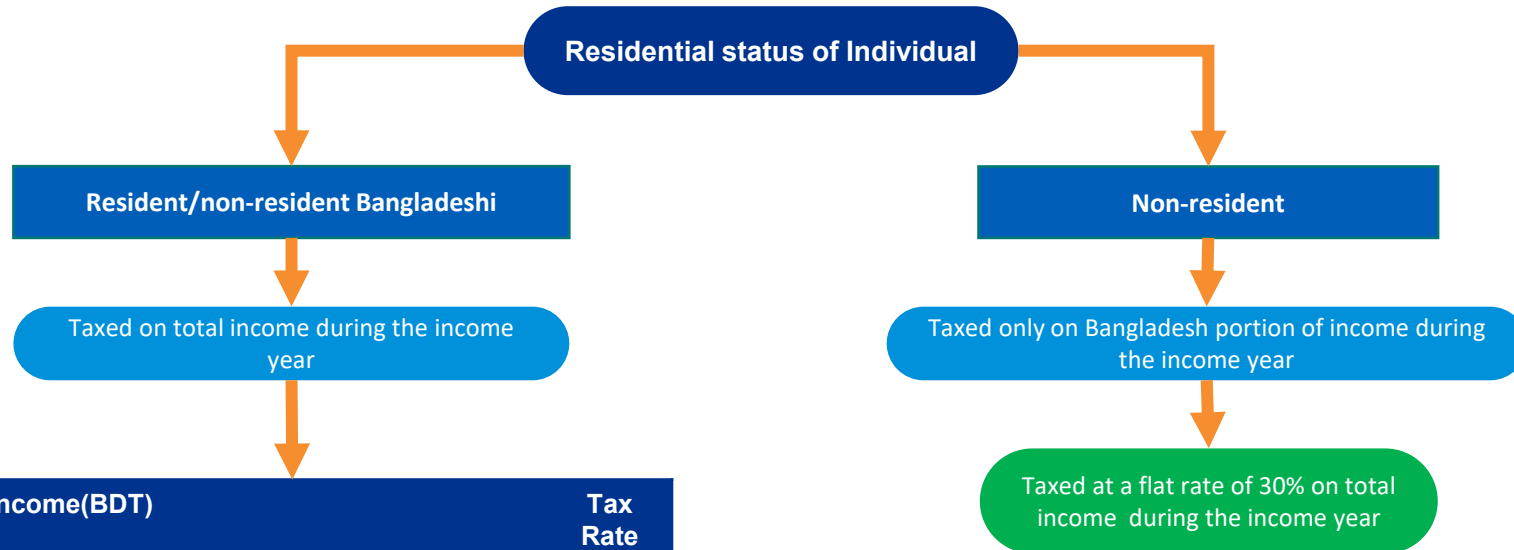 Residential status of Individual
Resident/non-resident Bangladeshi
Non-resident
Taxed on total income during the income
year
Taxed only on Bangladesh portion of income during
the income year
Taxed at a flat rate of 30% on total
income during the income year
ncome(BDT)
Tax
Rate